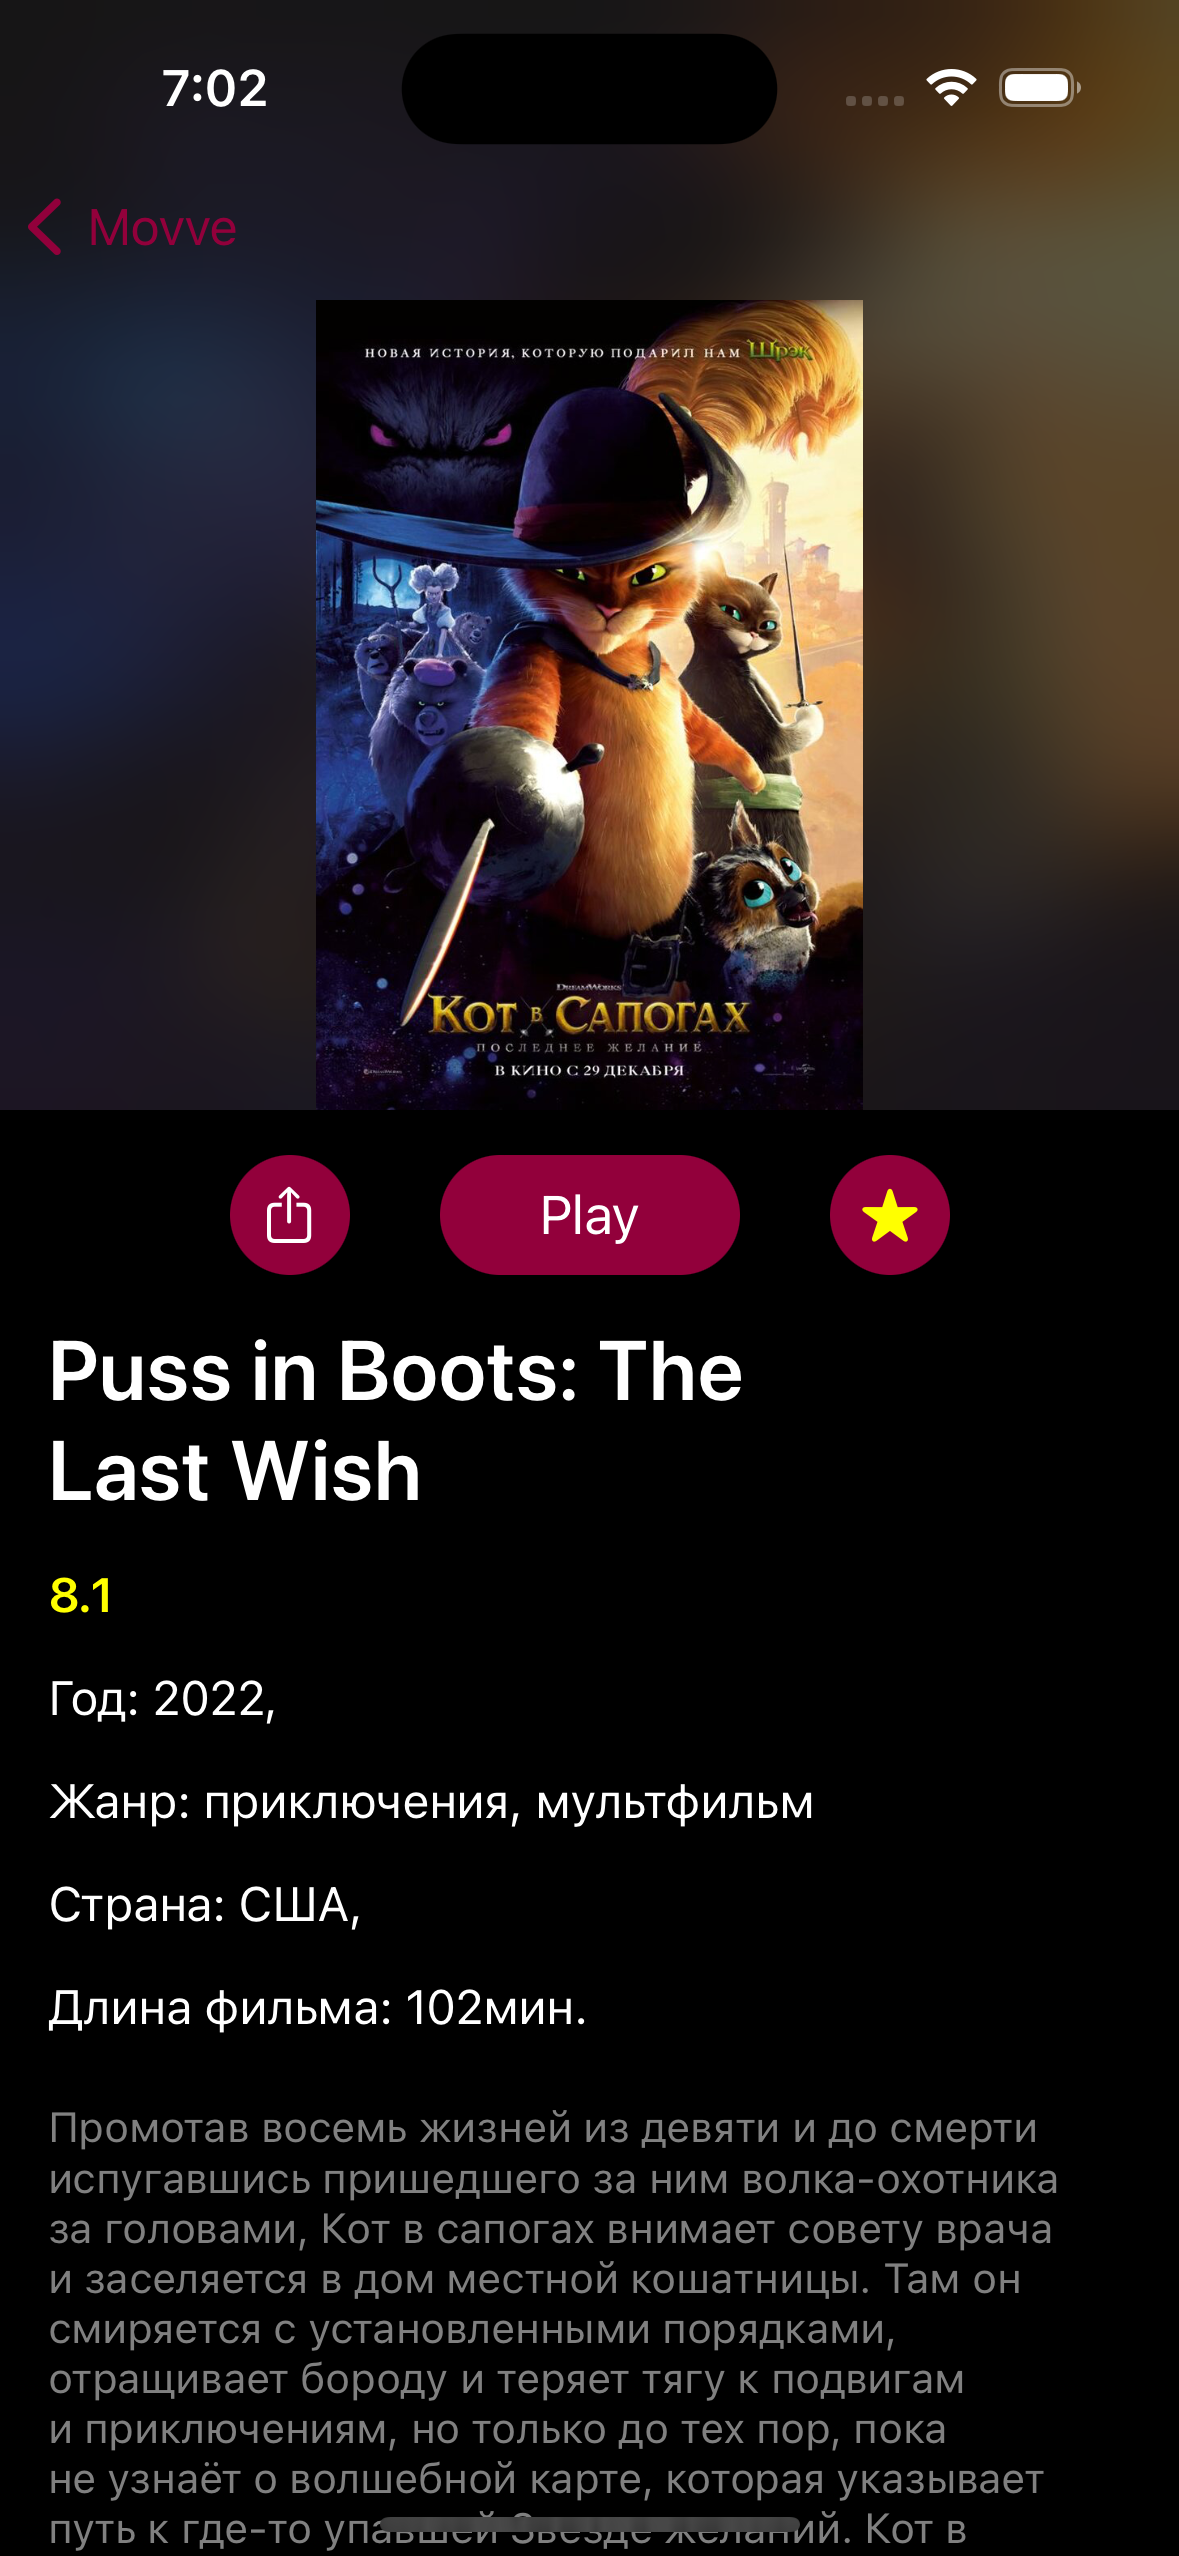 7:02
Movve
НОВАЯ ИСТОРИЯ, КОТОРУЮ ПОДАРИЛ НАМ Шрэк
DREAMWORKS
КОТ В САПОГАХ
ПОСЛЕДНЕЕ ЖЕЛАНИЕ
В КИНО С 29 ДЕКАБРЯ
Play
Puss in Boots: The
Last Wish
8.1
Год: 2022,
Жанр: приключения, мультфильм
Страна: США,
Длина фильма: 102мин.
Промотав восемь жизней из девяти и до смерти
испугавшись пришедшего за ним волка-охотника
за головами, Кот в сапогах внимает совету врача
и заселяется в дом местной кошатницы. Там он
смиряется с установленными порядками,
отращивает бороду и теряет тягу к подвигам
и приключениям, но только до тех пор, пока
не узнаёт о волшебной карте, которая указывает
путь к где-то упавшей Звезде желаний. Кот в